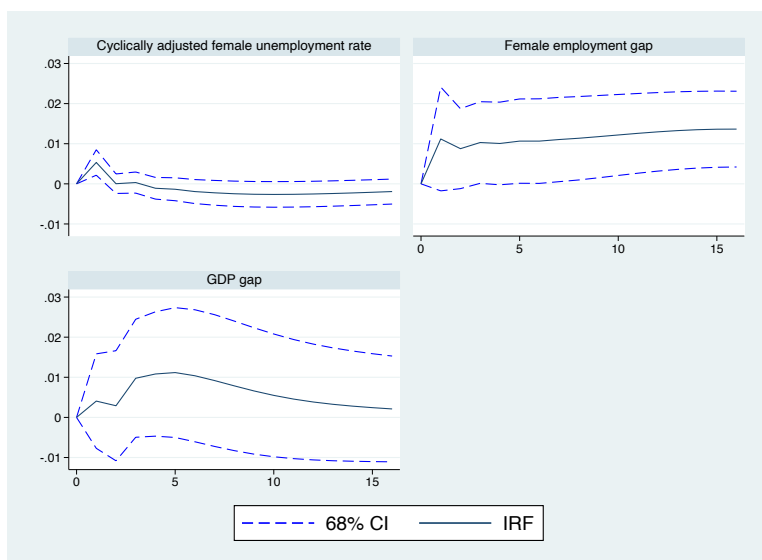 Cyclically adjusted female unemployment rate
Female employment gap
.03
.02
.01
0
-.01
0 5 10 15
GDP gap
.03
.02
.01
0
-.01
0 5 10 15
68% CI IRF